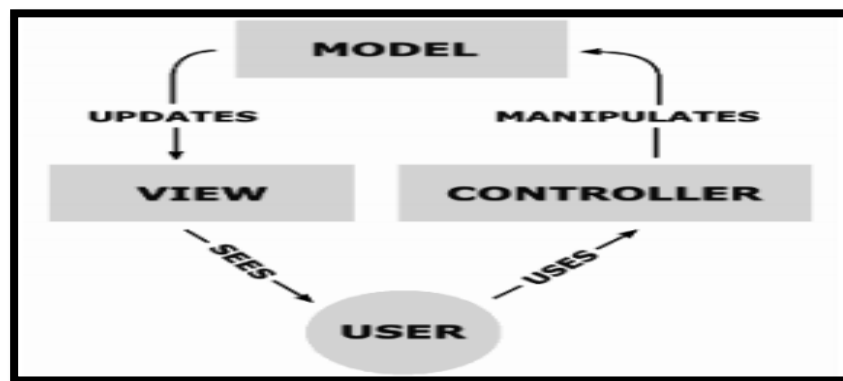 MODEL
UPDATES
MANIPULATES
VIEW
CONTROLLER
SEES
USES
USER